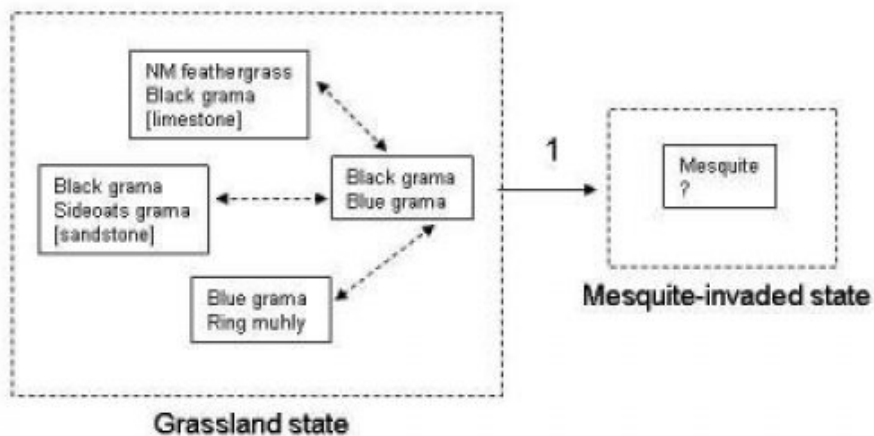 NM feathergrass
Black grama
[limestone]
Black grama
Sideoats grama
[sandstone]
Black grama
Blue grama
Blue grama
Ring muhly
Grassland state
1
Mesquite
?
Mesquite-invaded state